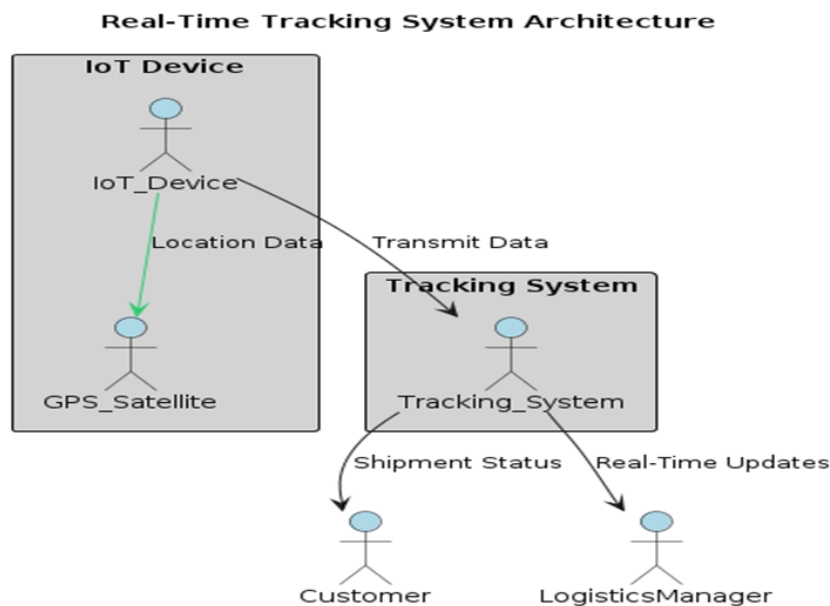 Real-Time Tracking System Architecture
IoT Device
IoT_Device
Location Data
Transmit Data
Tracking System
GPS_Satellite
Tracking_System
Shipment Status
Real-Time Updates
Customer
LogisticsManager